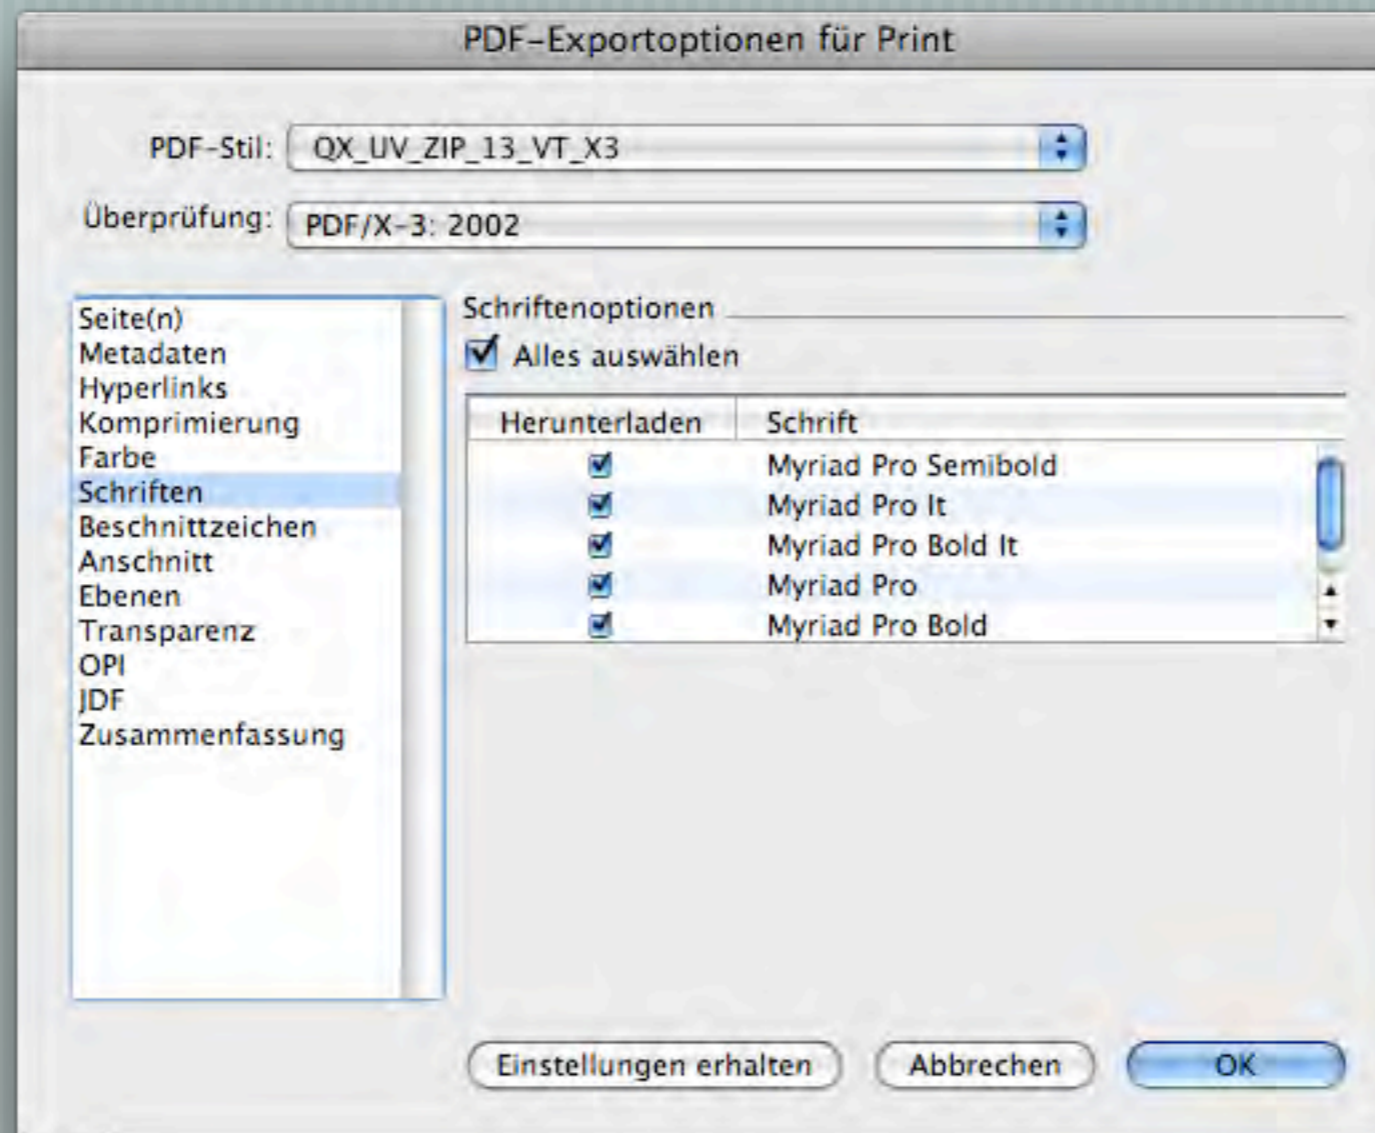 PDF-Exportoptionen für Print
PDF-Stil: QX_UV_ZIP_13_VT_X3
Überprüfung: PDF/X-3: 2002
Seite(n)
Metadaten
Hyperlinks
Komprimierung
Farbe
Schriften
Beschnittzeichen
Anschnitt
Ebenen
Transparenz
OPI
JDF
Zusammenfassung
Schriftenoptionen
Alles auswählen
Herunterladen Schrift
Myriad Pro Semibold
Myriad Pro It
Myriad Pro Bold It
Myriad Pro
Myriad Pro Bold
Einstellungen erhalten Abbrechen OK